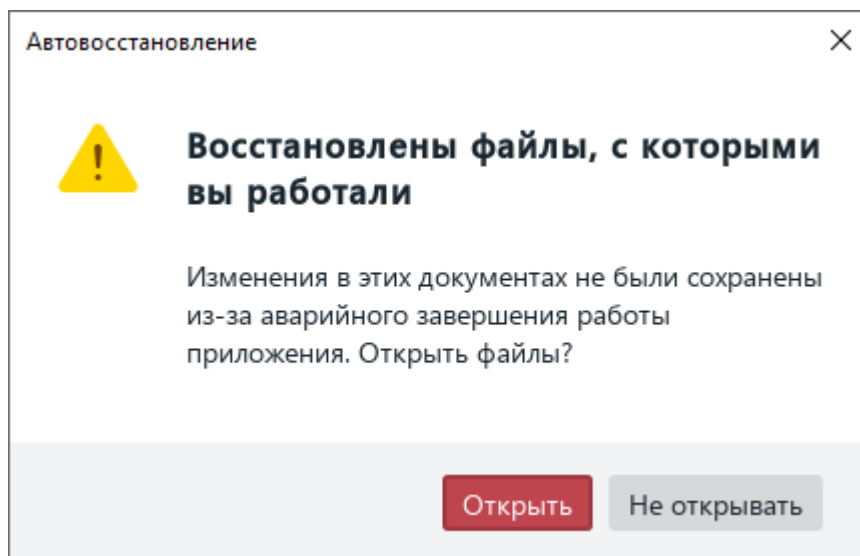 Автовосстановление
Восстановлены файлы, с которыми
вы работали
Изменения в этих документах не были сохранены
из-за аварийного завершения работы
приложения. Открыть файлы?
Открыть
Не открывать